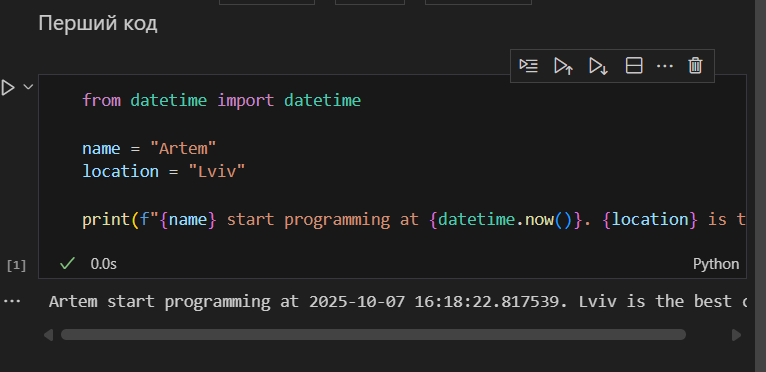 Перший код
from datetime import datetime
name = "Artem"
location = "Lviv"
print(f"{name} start programming at {datetime.now()}. {location} is
[1]
0.0s
Python
Artem start programming at 2025-10-07 16:18:22.817539. Lviv is the best